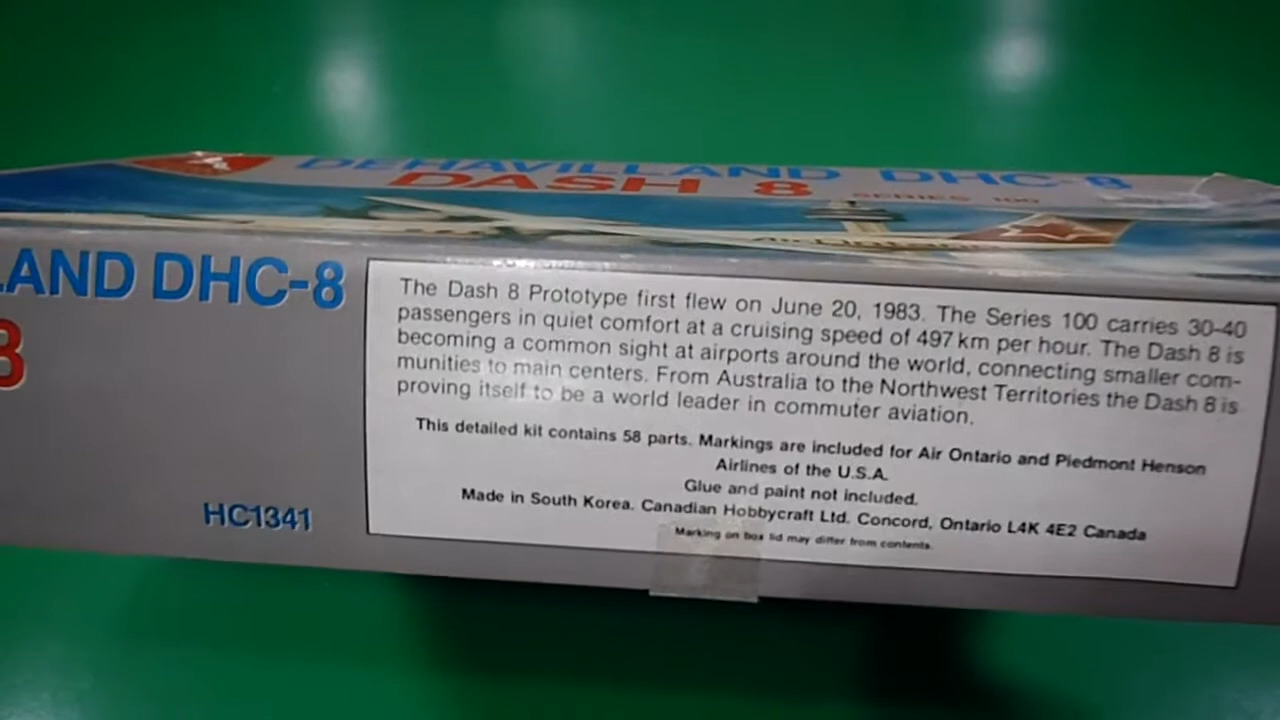 DEHAVILLAND DHC-8
DASH 8 SERIES 100
LAND DHC-8
8
The Dash 8 Prototype first flew on June 20, 1983. The Series 100 carries 30-40
passengers in quiet comfort at a cruising speed of 497 km per hour. The Dash 8 is
becoming a common sight at airports around the world, connecting smaller com-
munities to main centers. From Australia to the Northwest Territories the Dash 8 is
proving itself to be a world leader in commuter aviation.
This detailed kit contains 58 parts. Markings are included for Air Ontario and Piedmont Henson
Airlines of the U.S.A.
Glue and paint not included.
Made in South Korea. Canadian Hobbycraft Ltd. Concord, Ontario L4K 4E2 Canada
Marking on box lid may differ from contents.
HC1341